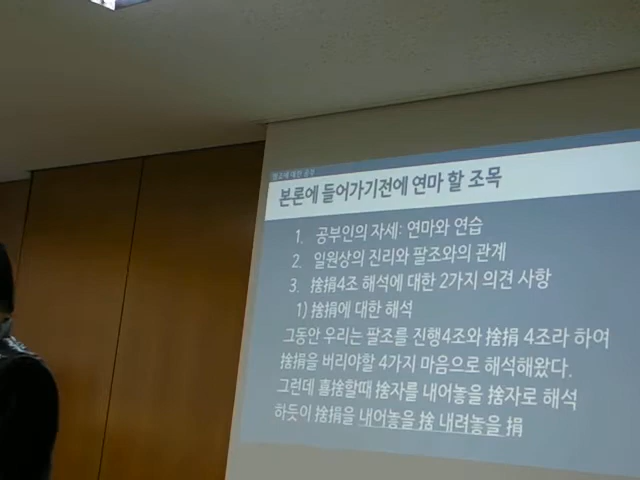 팔조에 대한 공부
본론에 들어가기전에 연마 할 조목
1. 공부인의 자세: 연마와 연습
2. 일원상의 진리와 팔조와의 관계
3. 捨捐4조 해석에 대한 2가지 의견 사항
1) 捨捐에 대한 해석
그동안 우리는 팔조를 진행4조와 捨捐 4조라 하여
捨捐을 버리야할 4가지 마음으로 해석해왔다.
그런데 喜捨할때 捨자를 내어놓을 捨자로 해석
하듯이 捨捐을 내어놓을 捨 내려놓을 捐